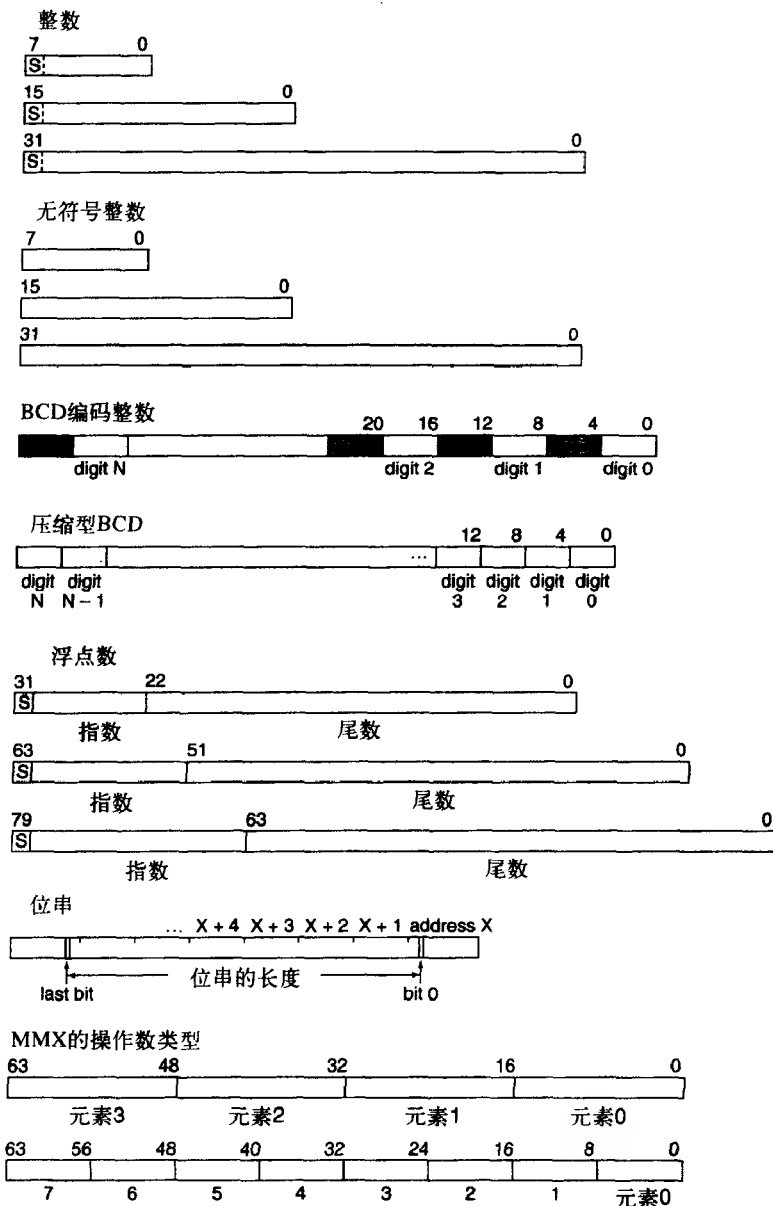 整数
7 0
S
15 0
S
31 0
S
无符号整数
7 0
15 0
31 0
BCD编码整数
20 16 12 8 4 0
digit N digit 2 digit 1 digit 0
压缩型BCD
12 8 4 0
...
digit digit digit digit digit digit
N N－1 3 2 1 0
浮点数
31 22 0
S
指数 尾数
63 51 0
S
指数 尾数
79 63 0
S
指数 尾数
位串
... X + 4 X + 3 X + 2 X + 1 address X
位串的长度
last bit bit 0
MMX的操作数类型
63 48 32 16 0
元素3 元素2 元素1 元素0
63 56 48 40 32 24 16 8 0
7 6 5 4 3 2 1 元素0